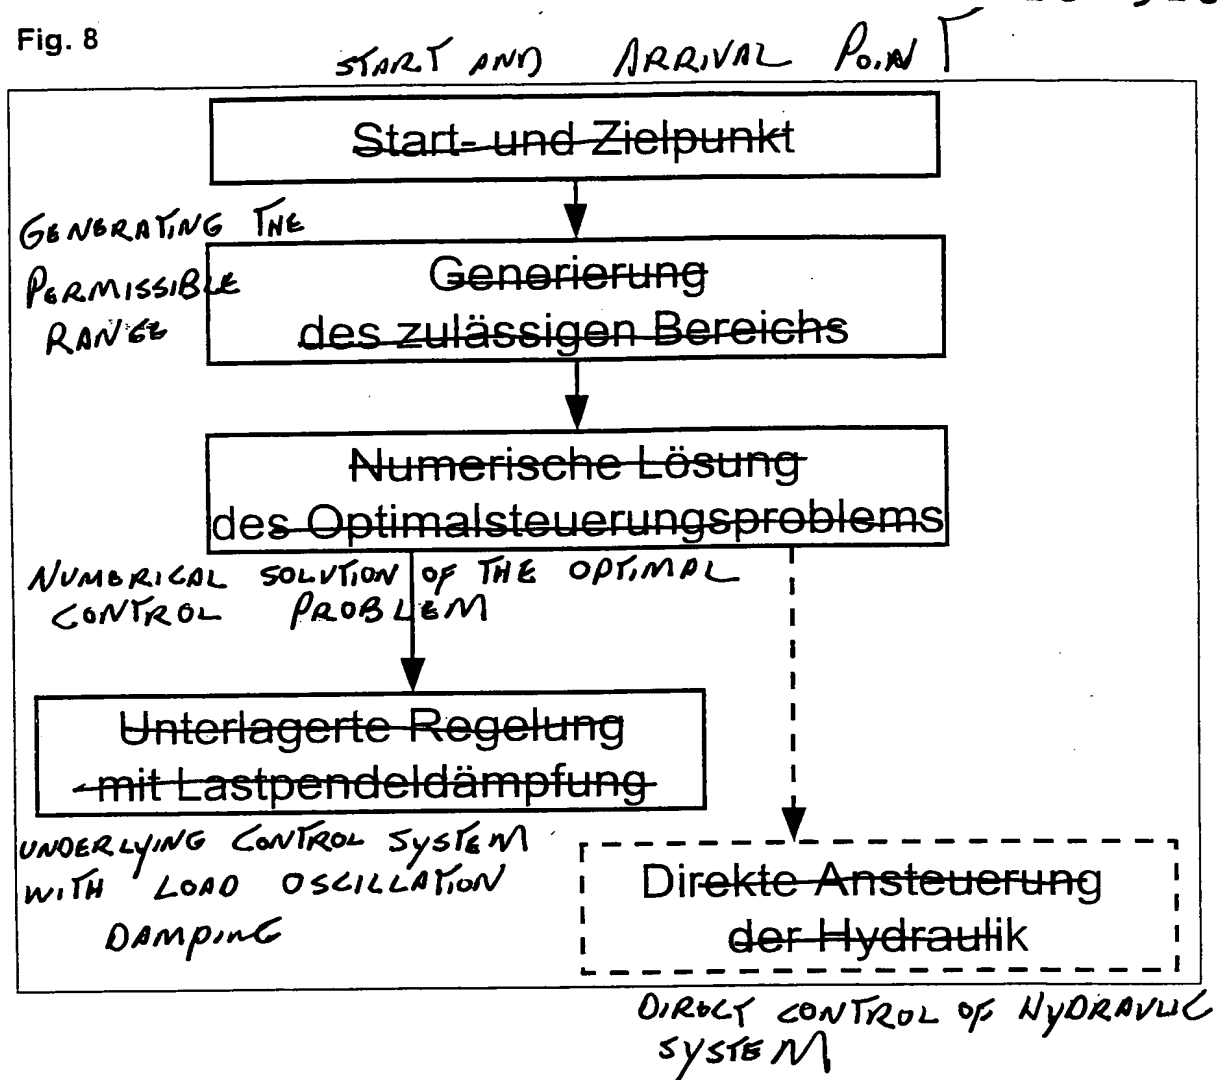 Fig. 8
START AND ARRIVAL POINT
Start- und Zielpunkt
GENERATING THE
PERMISSIBLE
RANGE
Generierung
des zulässigen Bereichs
Numerische Lösung
des Optimalsteuerungsproblems
NUMERICAL SOLUTION OF THE OPTIMAL
CONTROL PROBLEM
Unterlagerte Regelung
mit Lastpendeldämpfung
UNDERLYING CONTROL SYSTEM
WITH LOAD OSCILLATION
DAMPING
Direkte Ansteuerung
der Hydraulik
DIRECT CONTROL OF HYDRAULIC
SYSTEM